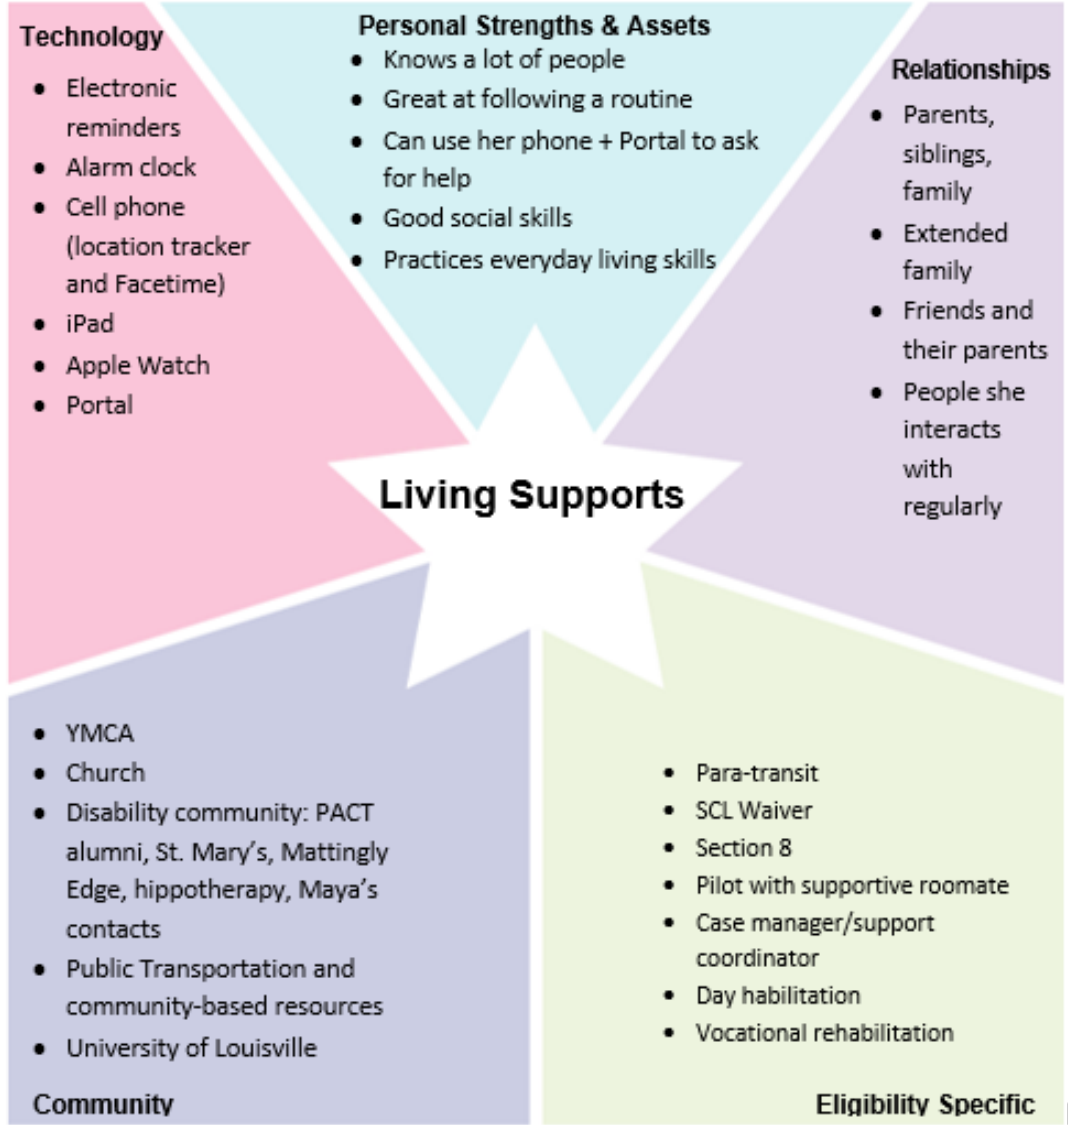 Technology
• Electronic
reminders
• Alarm clock
• Cell phone
(location tracker
and Facetime)
• iPad
• Apple Watch
• Portal
Personal Strengths & Assets
• Knows a lot of people
• Great at following a routine
• Can use her phone + Portal to ask
for help
• Good social skills
• Practices everyday living skills
Relationships
• Parents,
siblings,
family
• Extended
family
• Friends and
their parents
• People she
interacts
with
regularly
Living Supports
• YMCA
• Church
• Disability community: PACT
alumni, St. Mary’s, Mattingly
Edge, hippotherapy, Maya’s
contacts
• Public Transportation and
community-based resources
• University of Louisville
Community
• Para-transit
• SCL Waiver
• Section 8
• Pilot with supportive roomate
• Case manager/support
coordinator
• Day habilitation
• Vocational rehabilitation
Eligibility Specific